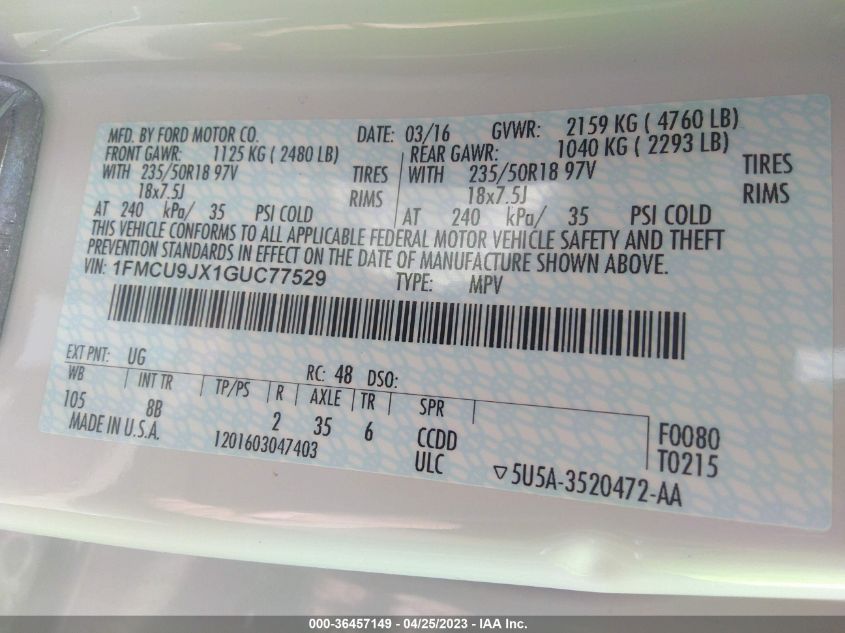 MFD. BY FORD MOTOR CO. DATE: 03/16 GVWR: 2159 KG ( 4760 LB)
FRONT GAWR: 1125 KG ( 2480 LB) REAR GAWR: 1040 KG ( 2293 LB)
WITH 235/50R18 97V TIRES WITH 235/50R18 97V TIRES
18x7.5J RIMS 18x7.5J RIMS
AT 240 kPa/ 35 PSI COLD AT 240 kPa/ 35 PSI COLD
THIS VEHICLE CONFORMS TO ALL APPLICABLE FEDERAL MOTOR VEHICLE SAFETY AND THEFT
PREVENTION STANDARDS IN EFFECT ON THE DATE OF MANUFACTURE SHOWN ABOVE.
VIN: 1FMCU9JX1GUC77529 TYPE: MPV
EXT PNT: UG RC: 48 DSO:
WB INT TR TP/PS R AXLE TR SPR
105 8B 2 35 6 CCDD F0080
MADE IN U.S.A. 1201603047403 ULC T0215
▽5U5A-3520472-AA
000-36457149 - 04/25/2023 - IAA Inc.